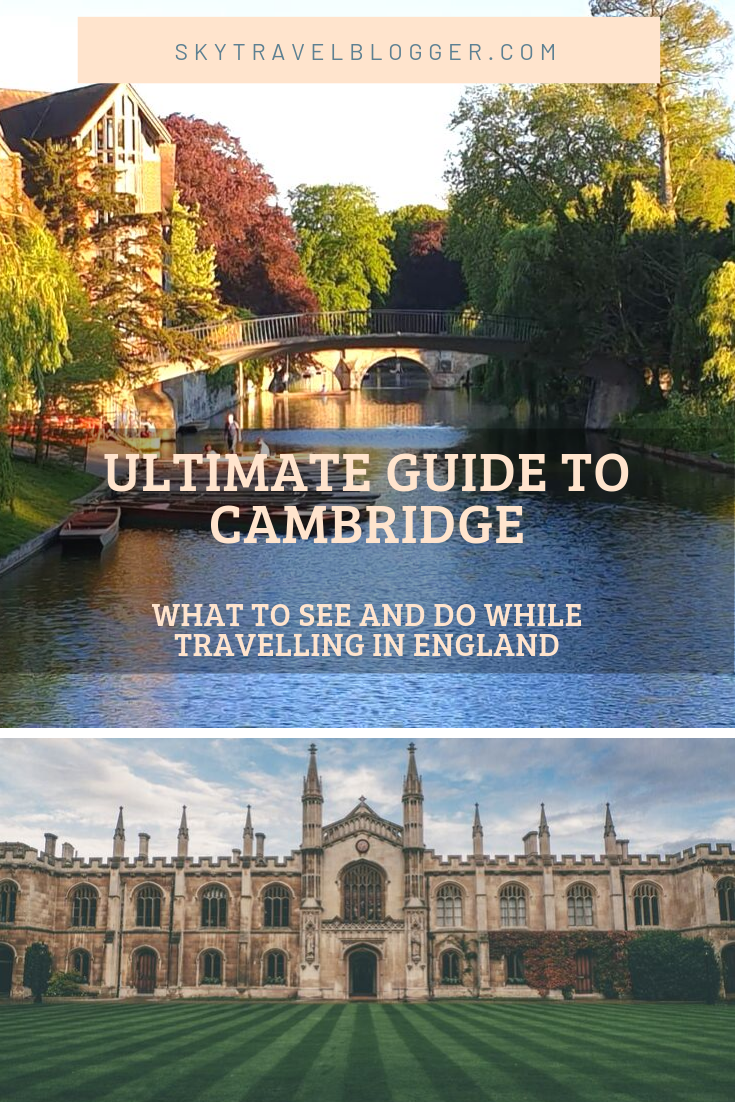 SKYTRAVELBLOGGER.COM
ULTIMATE GUIDE TO
CAMBRIDGE
WHAT TO SEE AND DO WHILE
TRAVELLING IN ENGLAND